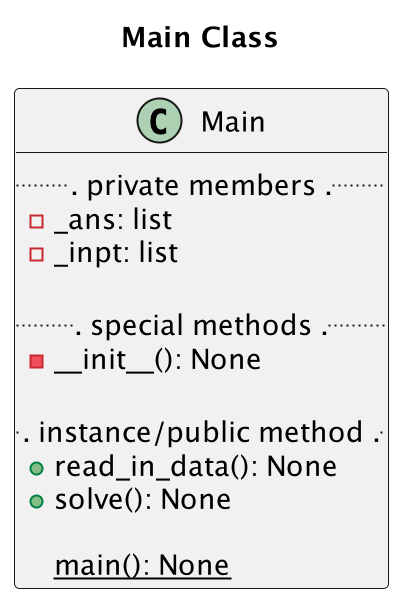 Main Class
C Main
. private members .
_ans: list
_inpt: list
. special methods .
__init__(): None
. instance/public method .
read_in_data(): None
solve(): None
main(): None